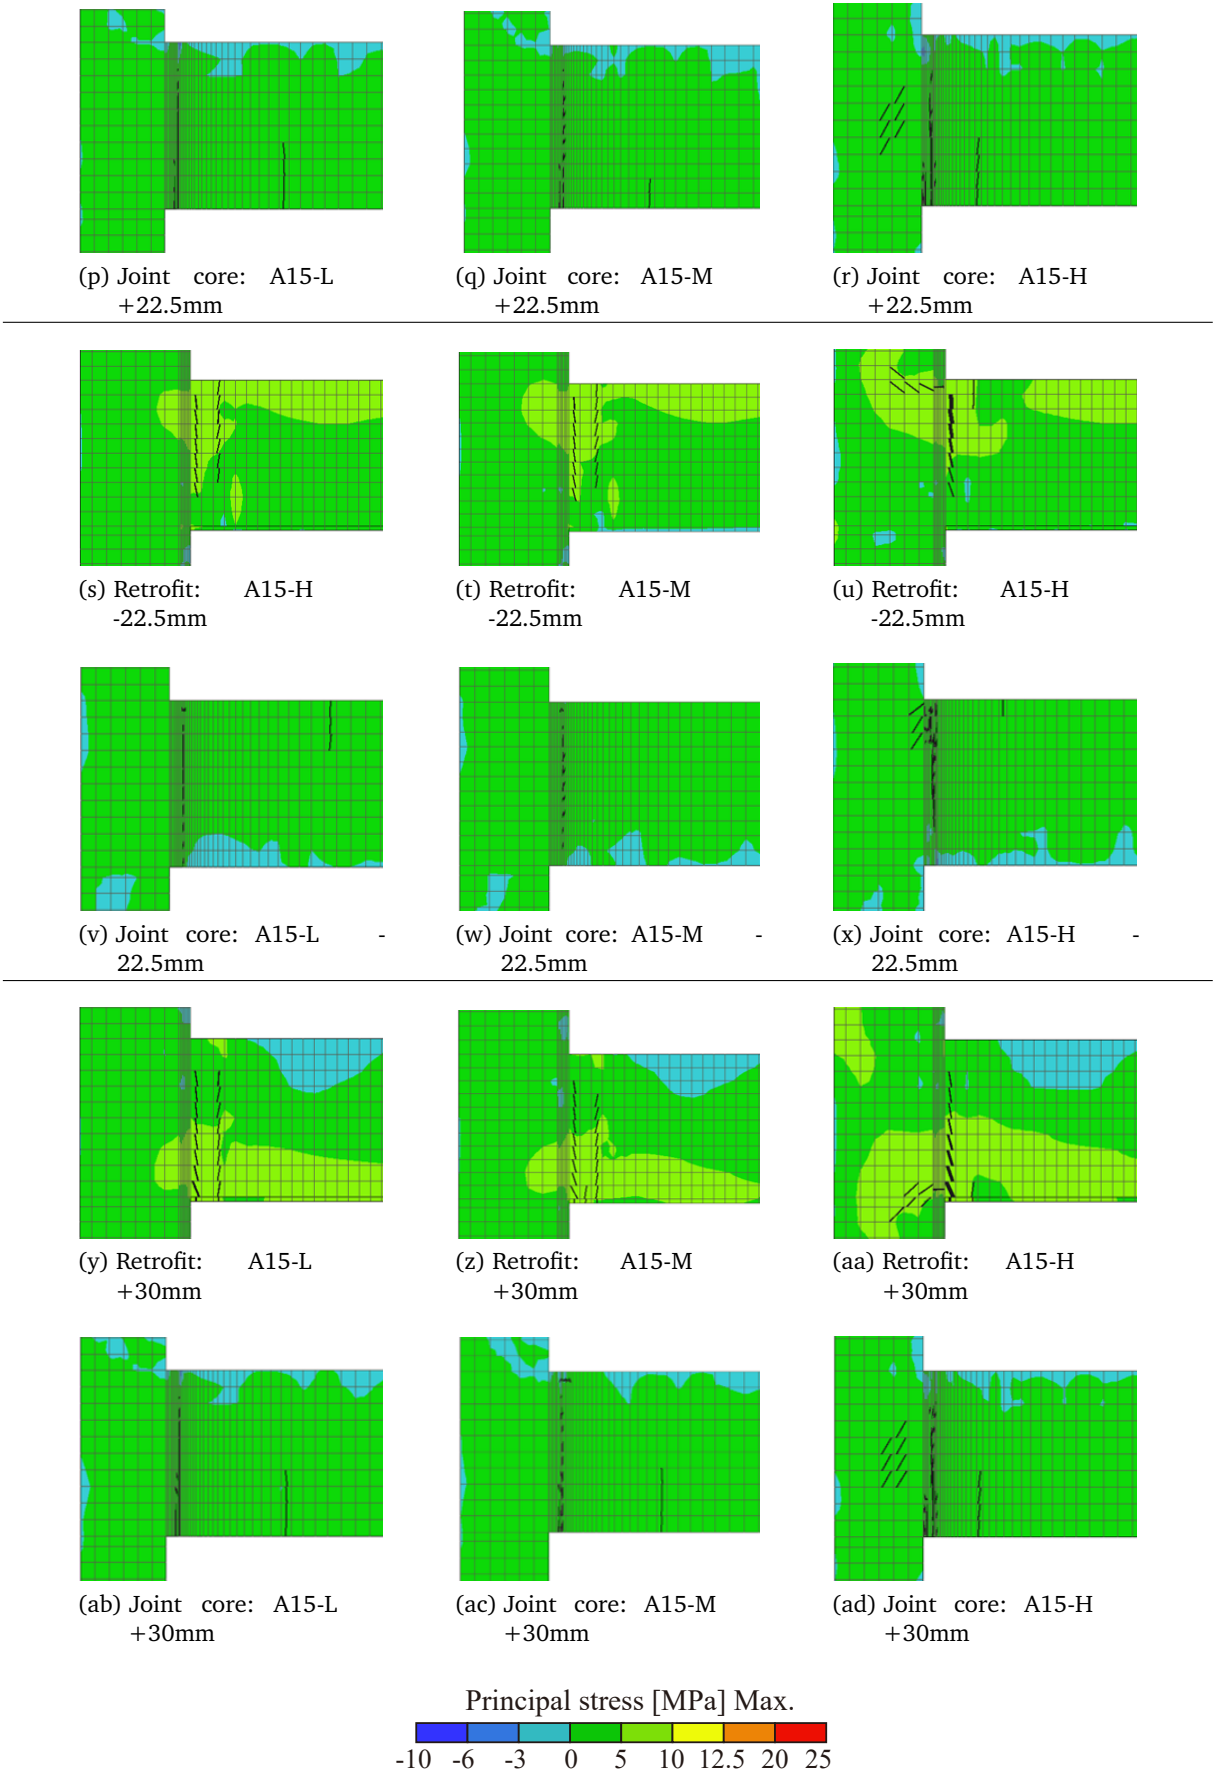 (p) Joint core: A15-L
+22.5mm
(q) Joint core: A15-M
+22.5mm
(r) Joint core: A15-H
+22.5mm
(s) Retrofit: A15-H
-22.5mm
(t) Retrofit: A15-M
-22.5mm
(u) Retrofit: A15-H
-22.5mm
(v) Joint core: A15-L -
22.5mm
(w) Joint core: A15-M -
22.5mm
(x) Joint core: A15-H -
22.5mm
(y) Retrofit: A15-L
+30mm
(z) Retrofit: A15-M
+30mm
(aa) Retrofit: A15-H
+30mm
(ab) Joint core: A15-L
+30mm
(ac) Joint core: A15-M
+30mm
(ad) Joint core: A15-H
+30mm
Principal stress [MPa] Max.
-10 -6 -3 0 5 10 12.5 20 25